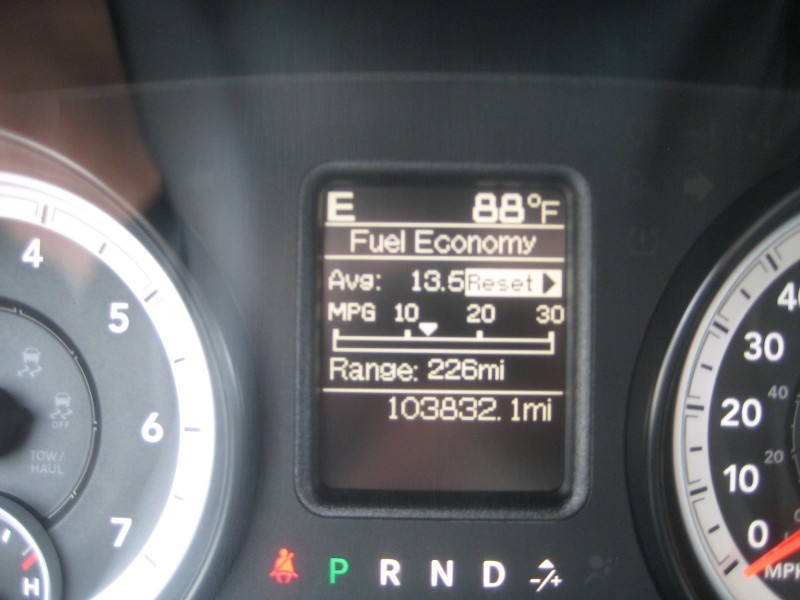 E 88°F
Fuel Economy
Avg: 13.5 Reset
MPG 10 20 30
Range: 226mi
103832.1mi
4
5
6
7
OFF
TOW/
HAUL
H
40
30
20
10
0
40
20
MPH
P R N D -/+